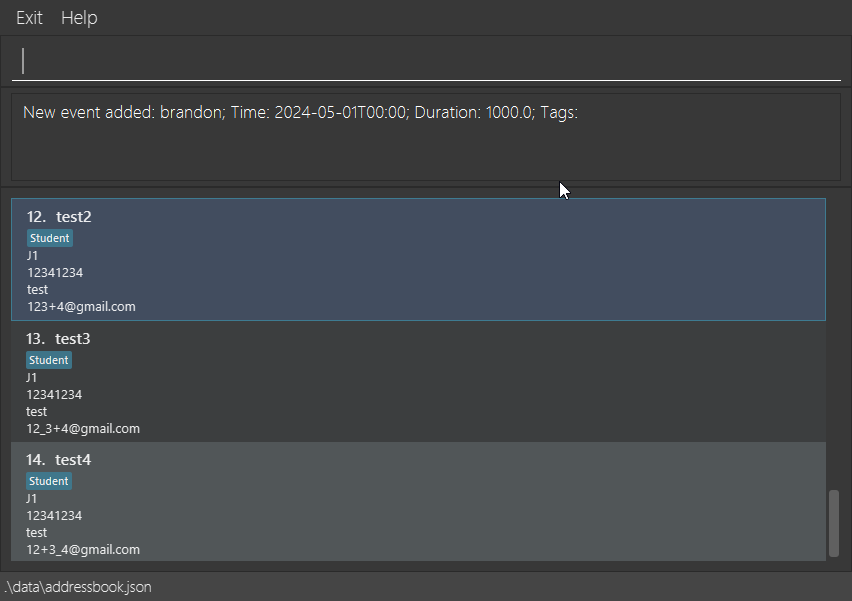 Exit Help
New event added: brandon; Time: 2024-05-01T00:00; Duration: 1000.0; Tags:
12. test2
Student
J1
12341234
test
123+4@gmail.com
13. test3
Student
J1
12341234
test
12_3+4@gmail.com
14. test4
Student
J1
12341234
test
12+3_4@gmail.com
.\data\addressbook.json